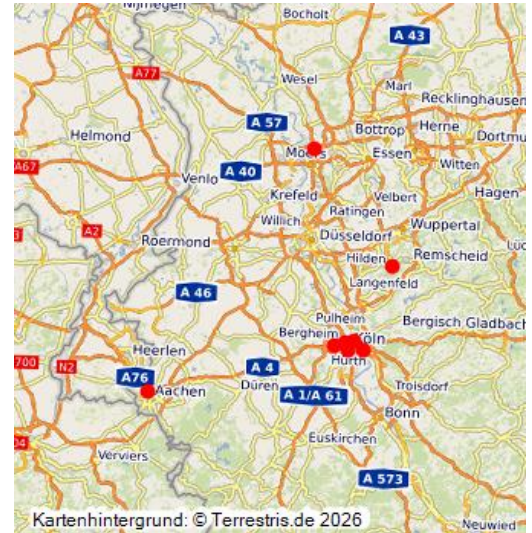 Nijmegen
Bocholt
A 43
Wesel
A77
Marl
Recklinghausen
A 57
Bottrop
Herne
Dortmu
Helmond
Moers
Essen
Witten
A67
A 40
Venlo
Krefeld
Velbert
Hagen
Ratingen
Willich
Wuppertal
A2
Düsseldorf
Roermond
Hilden
Remscheid
Langenfeld
A 46
Pulheim
Bergisch Gladbach
Bergheim
Köln
Heerlen
700
N2
A 4
Hürth
A76
Aachen
Düren
Troisdorf
A 1/A 61
Bonn
Euskirchen
04
Verviers
A 573
Kartenhintergrund: © Terrestris.de 2026
Neuwied